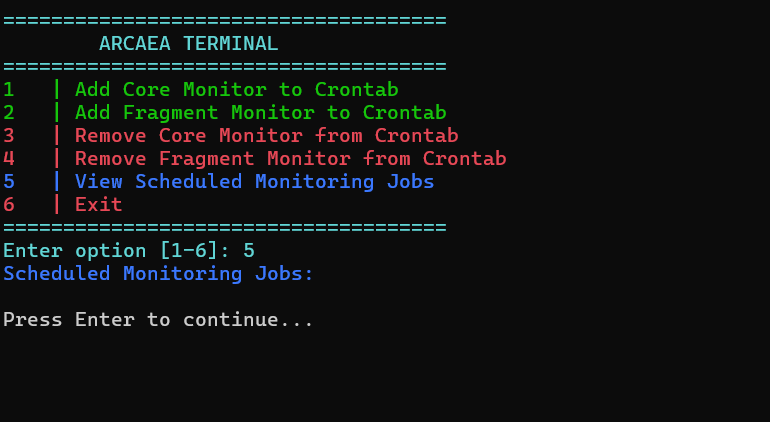 =====================================
ARCAEA TERMINAL
=====================================
1 | Add Core Monitor to Crontab
2 | Add Fragment Monitor to Crontab
3 | Remove Core Monitor from Crontab
4 | Remove Fragment Monitor from Crontab
5 | View Scheduled Monitoring Jobs
6 | Exit
=====================================
Enter option [1-6]: 5
Scheduled Monitoring Jobs:
Press Enter to continue...